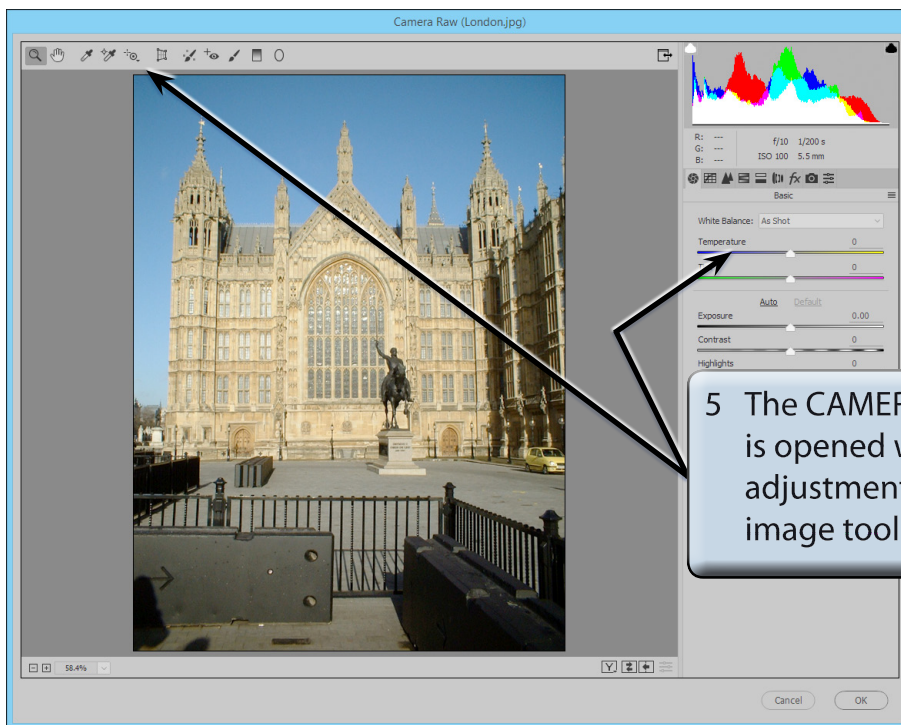 Camera Raw (London.jpg)
R: ---
G: ---
B: ---
f/10 1/200 s
ISO 100 5.5 mm
fx
Basic
White Balance: As Shot
Temperature 0
0
Auto Default
Exposure 0.00
Contrast 0
Highlights 0
5 The
is opened
image tool
58.4%
Y
Cancel OK